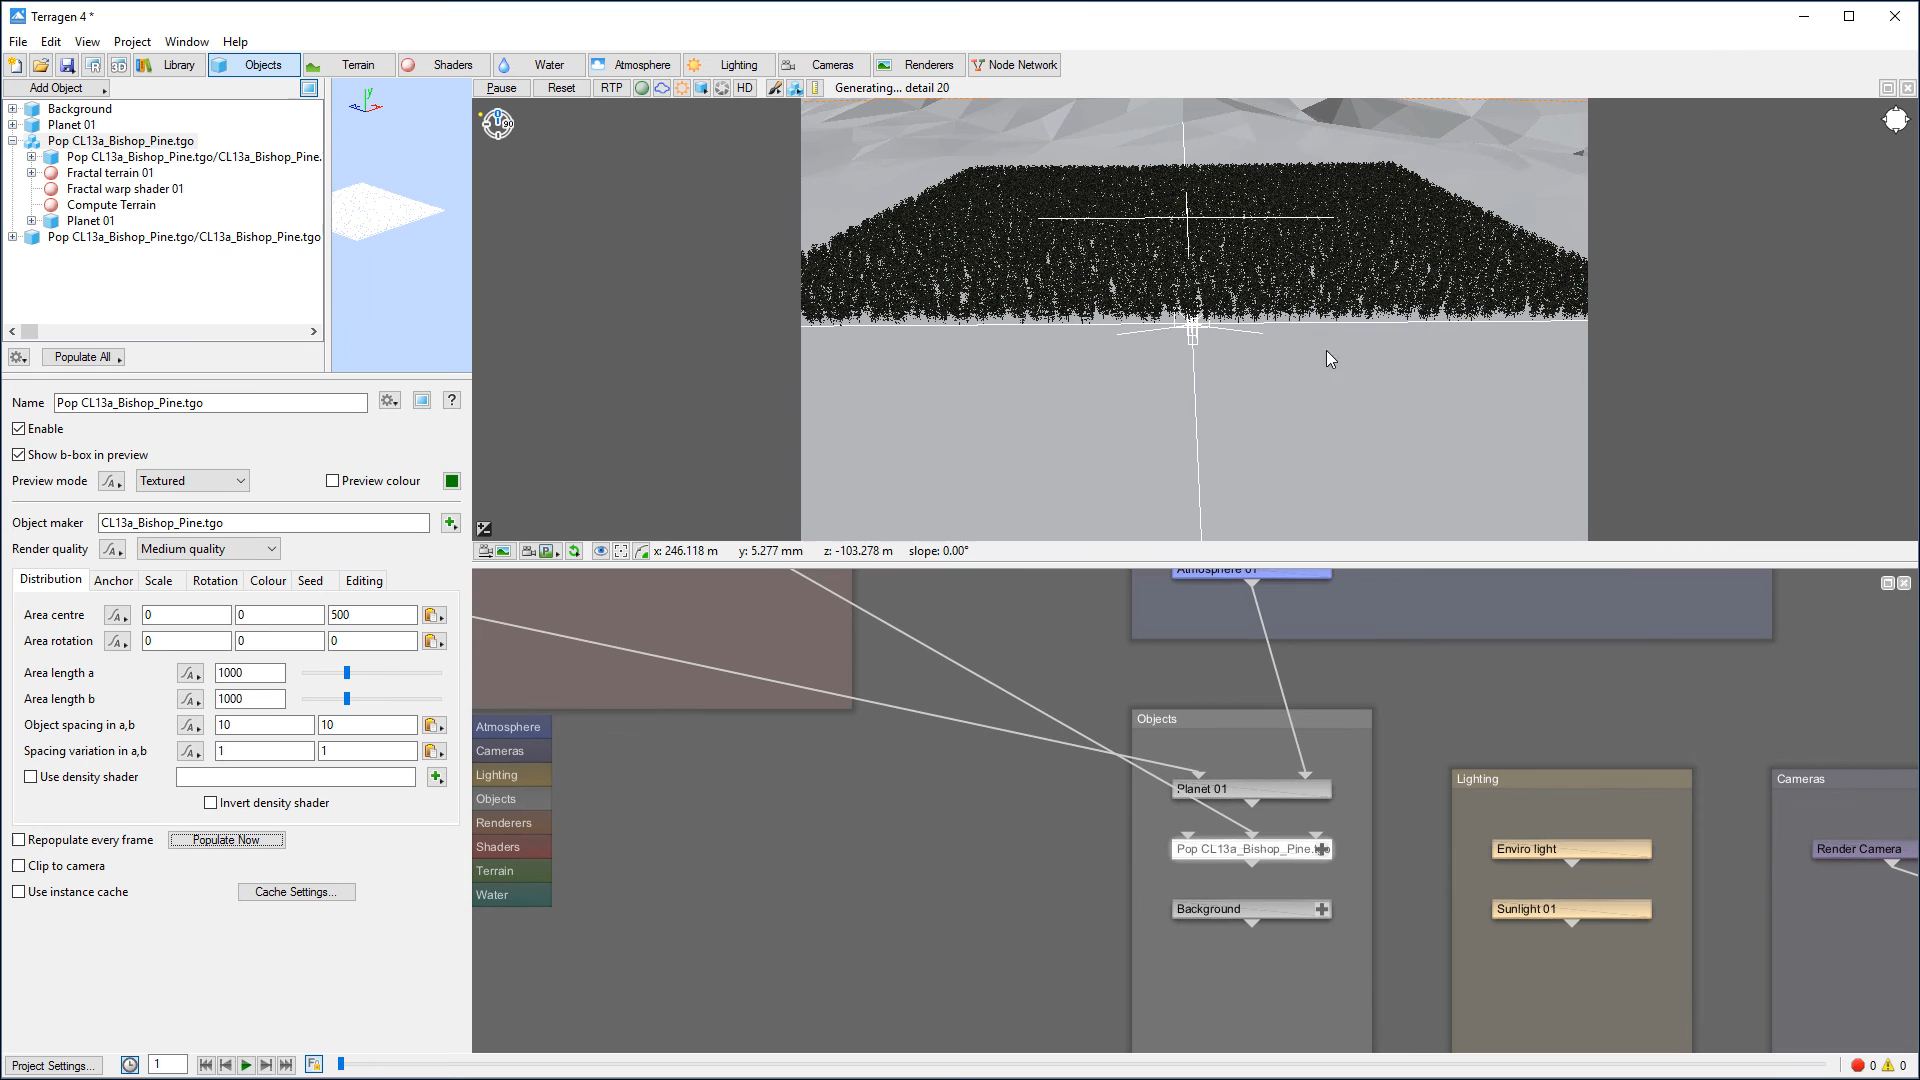 Terragen 4 *
File Edit View Project Window Help
Library Objects Terrain Shaders Water Atmosphere Lighting Cameras Renderers Node Network
Add Object
Pause Reset RTP HD Generating... detail 20
Background
Planet 01
Pop CL13a_Bishop_Pine.tgo
Pop CL13a_Bishop_Pine.tgo/CL13a_Bishop_Pine.
Fractal terrain 01
Fractal warp shader 01
Compute Terrain
Planet 01
Pop CL13a_Bishop_Pine.tgo/CL13a_Bishop_Pine.tgo
Populate All
y
90
Name Pop CL13a_Bishop_Pine.tgo ?
Enable
Show b-box in preview
Preview mode Textured Preview colour
Object maker CL13a_Bishop_Pine.tgo
Render quality Medium quality
Distribution Anchor Scale Rotation Colour Seed Editing
Area centre 0 0 500
Area rotation 0 0 0
Area length a 1000
Area length b 1000
Object spacing in a,b 10 10
Spacing variation in a,b 1 1
Use density shader
Invert density shader
Repopulate every frame Populate Now
Clip to camera
Use instance cache Cache Settings...
x: 246.118 m y: 5.277 mm z: -103.278 m slope: 0.00°
Atmosphere 01
Atmosphere
Cameras
Lighting
Objects
Renderers
Shaders
Terrain
Water
Objects
Planet 01
Pop CL13a_Bishop_Pine.
Background
Lighting
Enviro light
Sunlight 01
Cameras
Render Camera
Project Settings... 1 0 0